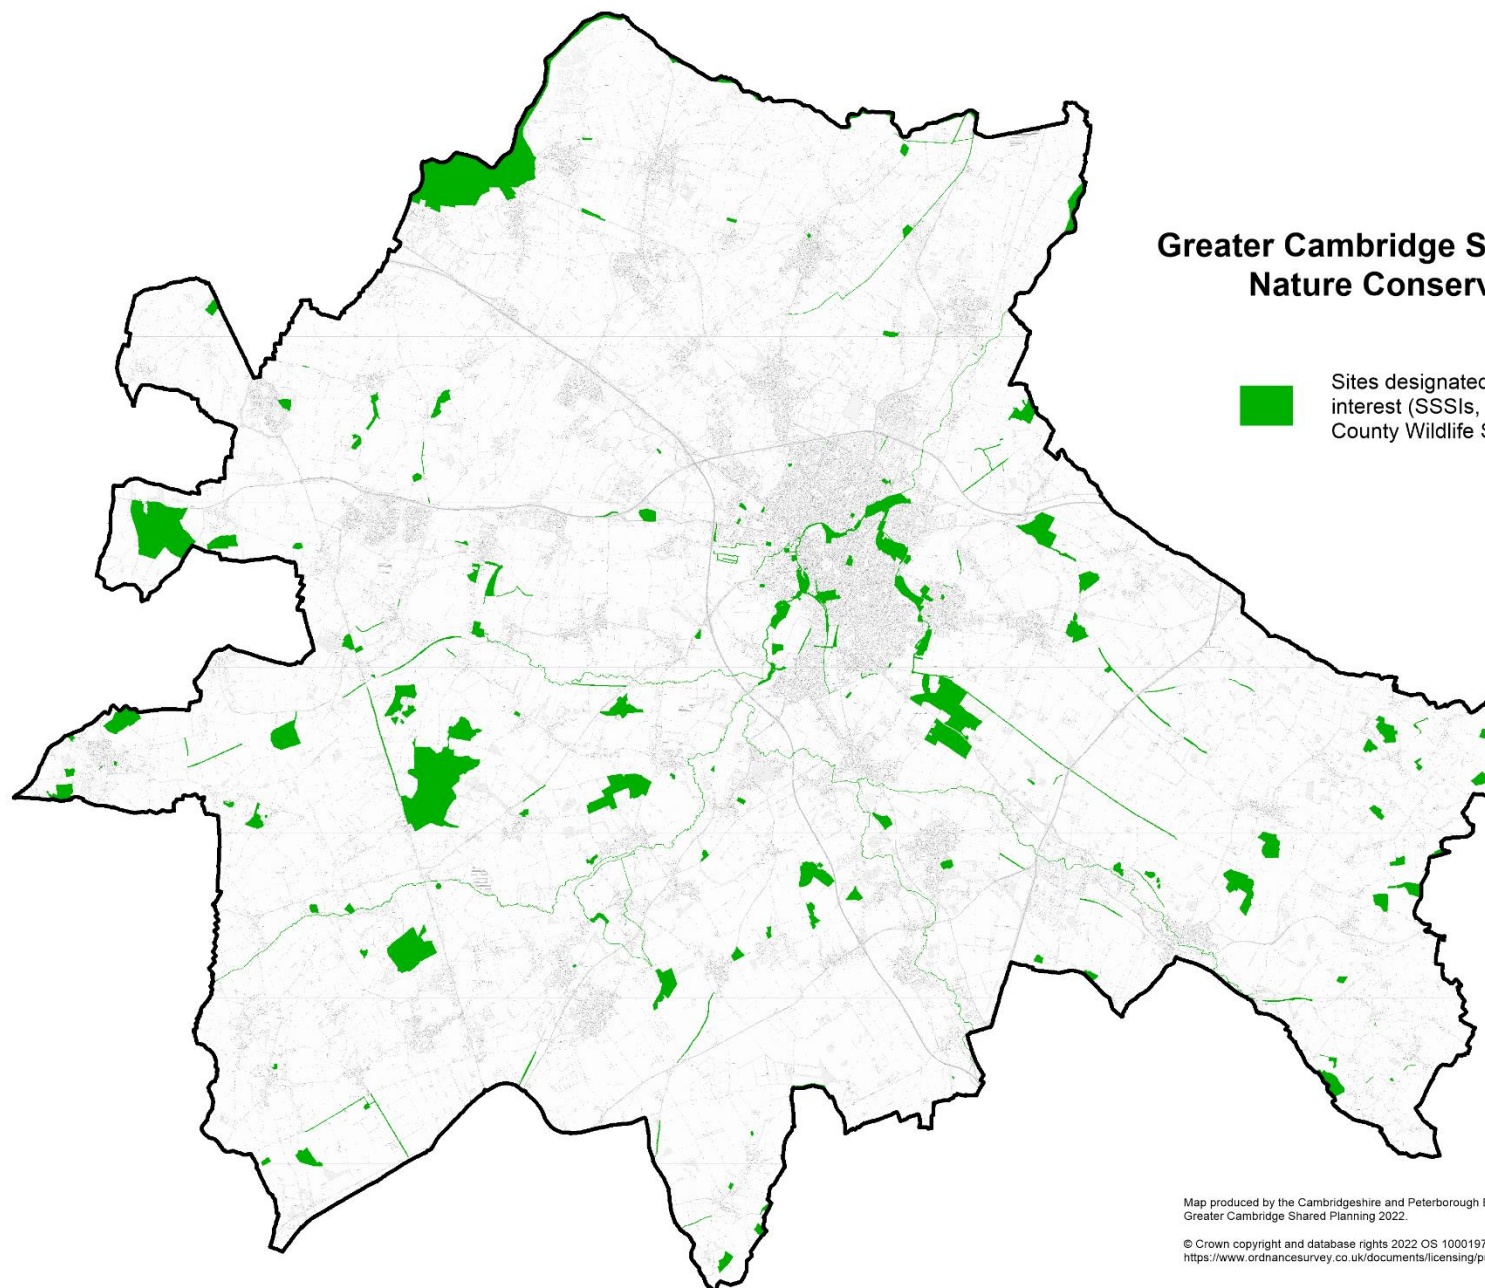 Greater Cambridge S
Nature Conserv
Sites designated
interest (SSSIs,
County Wildlife S
Map produced by the Cambridgeshire and Peterborough
Greater Cambridge Shared Planning 2022.
© Crown copyright and database rights 2022 OS 1000197
https://www.ordnancesurvey.co.uk/documents/licensing/p